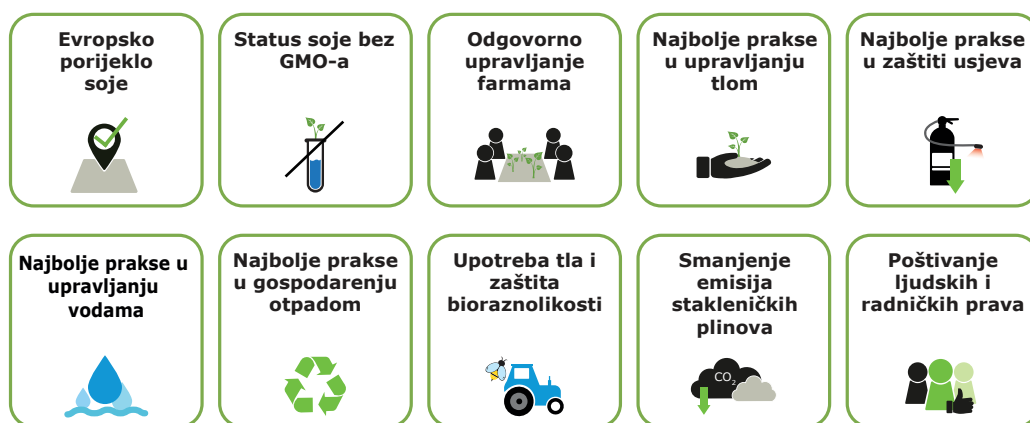 Evropsko
porijeklo
soje
Status soje bez
GMO-a
Odgovorno
upravljanje
farmama
Najbolje prakse
u upravljanju
tlom
Najbolje prakse
u zaštiti usjeva
Najbolje prakse u
upravljanju
vodama
Najbolje prakse
u gospodarenju
otpadom
Upotreba tla i
zaštita
bioraznolikosti
Smanjenje
emisija
stakleničkih
plinova
CO₂
Poštivanje
ljudskih i
radničkih prava